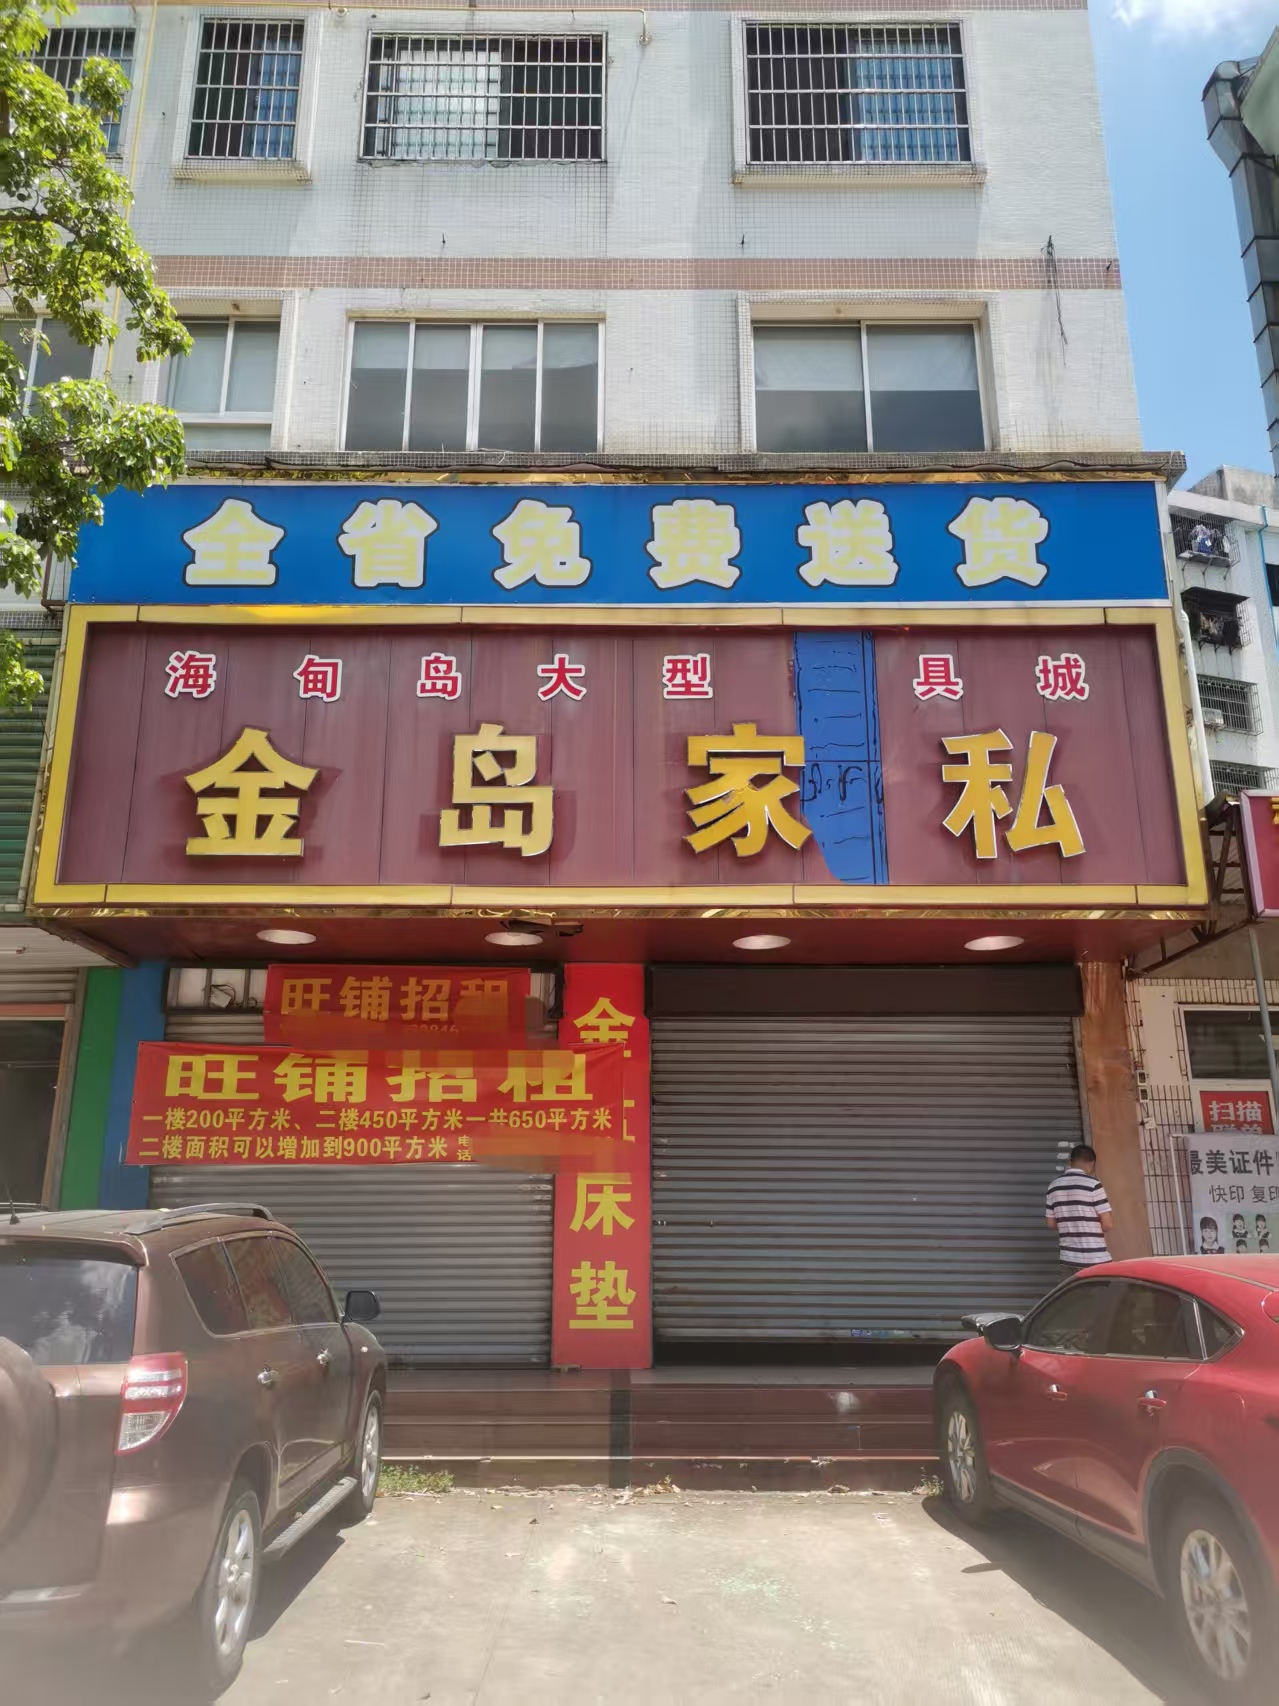 全省免费送货
海甸岛大型 具城
金岛家私
旺铺招租
旺铺招租
一楼200平方米、二楼450平方米一共650平方米
二楼面积可以增加到900平方米 电话
金
床垫
扫描
最美证件
快印 复印